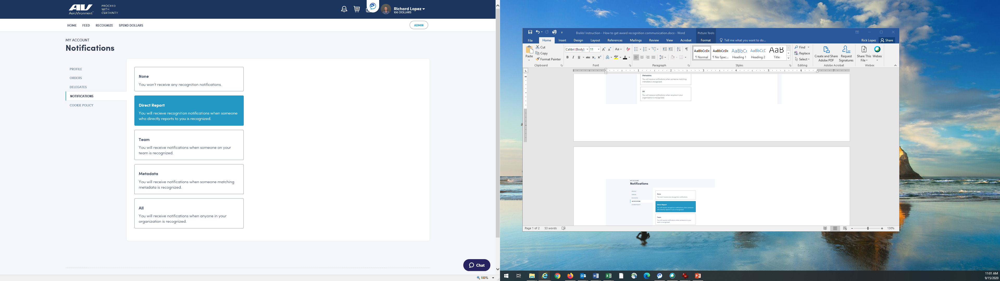 AV
AeroVironment™
PROCEED
WITH
CERTAINTY
Richard Lopez
100 DOLLARS
HOME FEED RECOGNIZE SPEND DOLLARS
ADMIN
MY ACCOUNT
Notifications
PROFILE
ORDERS
DELEGATES
NOTIFICATIONS
COOKIE POLICY
None
You won't receive any recognition notifications.
Direct Report
You will recieve recognition notifications when someone
who directly reports to you is recognized.
Team
You will receive notifications when someone on your
team is recognized.
Metadata
You will receive notifications when someone matching
metadata is recognized.
All
You will receive notifications when anyone in your
organization is recognized.
Chat
100%
BraVo! Instruction - How to get award recognition communication.docx - Word
Picture Tools
File Home Insert Design Layout References Mailings Review View Acrobat Format Tell me what you want to do...
Rick Lopez Share
Paste
Cut
Copy
Format Painter
Clipboard
Calibri (Body) 11
Font
Paragraph
AaBbCcDc AaBbCcDc AaBbCc AaBbCcD AaB
¶ Normal ¶ No Spac... Heading 1 Heading 2 Title
Styles
Find
Replace
Select
Editing
Create and Share
Adobe PDF
Request
Signatures
Adobe Acrobat
Share This
File
Webex
Webex
1 1 2 3 4 5 6 7
Metadata
You will receive notifications when someone matching
metadata is recognized.
All
You will receive notifications when anyone in your
organization is recognized.
MY ACCOUNT
Notifications
PROFILE
ORDERS
DELEGATES
NOTIFICATIONS
COOKIE POLICY
None
You won't receive any recognition notifications.
Direct Report
You will recieve recognition notifications when someone
who directly reports to you is recognized.
Team
You will receive notifications when someone on your
team is recognized.
Page 1 of 2 53 words
130%
11:01 AM
9/15/2020